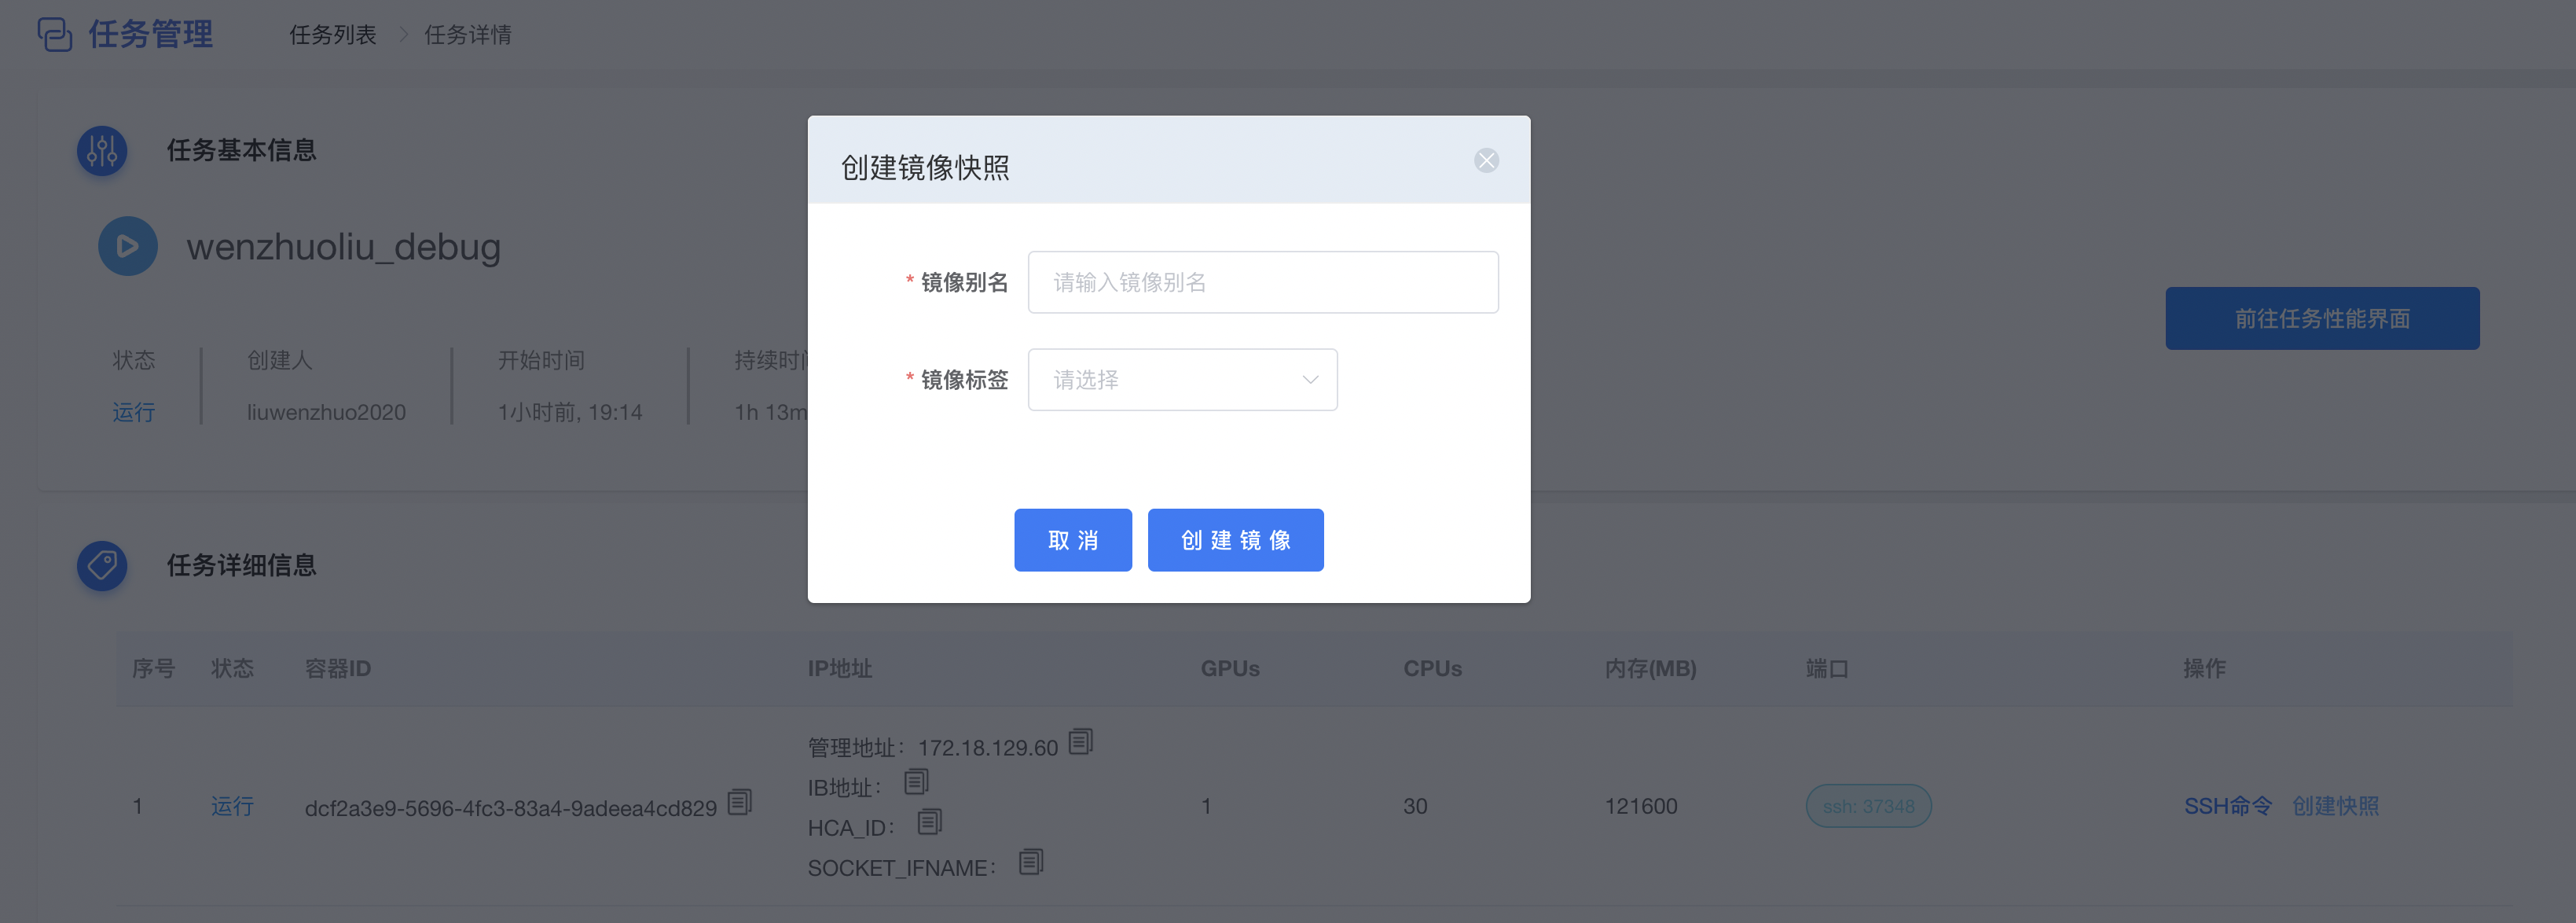 任务管理 任务列表 > 任务详情
任务基本信息
wenzhuoliu_debug
前往任务性能界面
状态 创建人 开始时间 持续时
运行 liuwenzhuo2020 1小时前, 19:14 1h 13m
创建镜像快照
* 镜像别名 请输入镜像别名
* 镜像标签 请选择
取 消 创 建 镜 像
任务详细信息
序号 状态 容器ID IP地址 GPUs CPUs 内存(MB) 端口 操作
管理地址：172.18.129.60
IB地址：
1 运行 dcf2a3e9-5696-4fc3-83a4-9adeea4cd829 1 30 121600 ssh: 37348 SSH命令 创建快照
HCA_ID：
SOCKET_IFNAME：